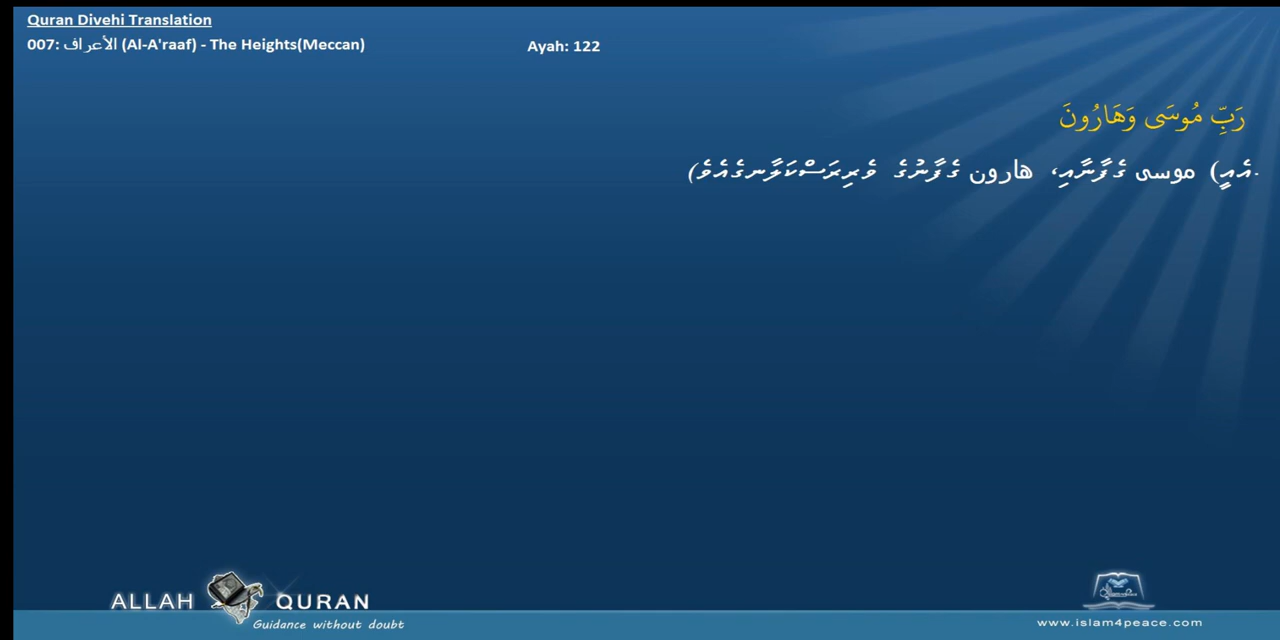 Quran Divehi Translation
007: الأعراف (Al-A'raaf) - The Heights(Meccan)
Ayah: 122
رَبِّ مُوسَى وَهَارُونَ
.އެއީ) موسى ގެފާނާއި، هارون ގެފާނުގެ ވެރިރަސްކަލާނގެއެވެ)
ALLAH QURAN
Guidance without doubt
www.islam4peace.com